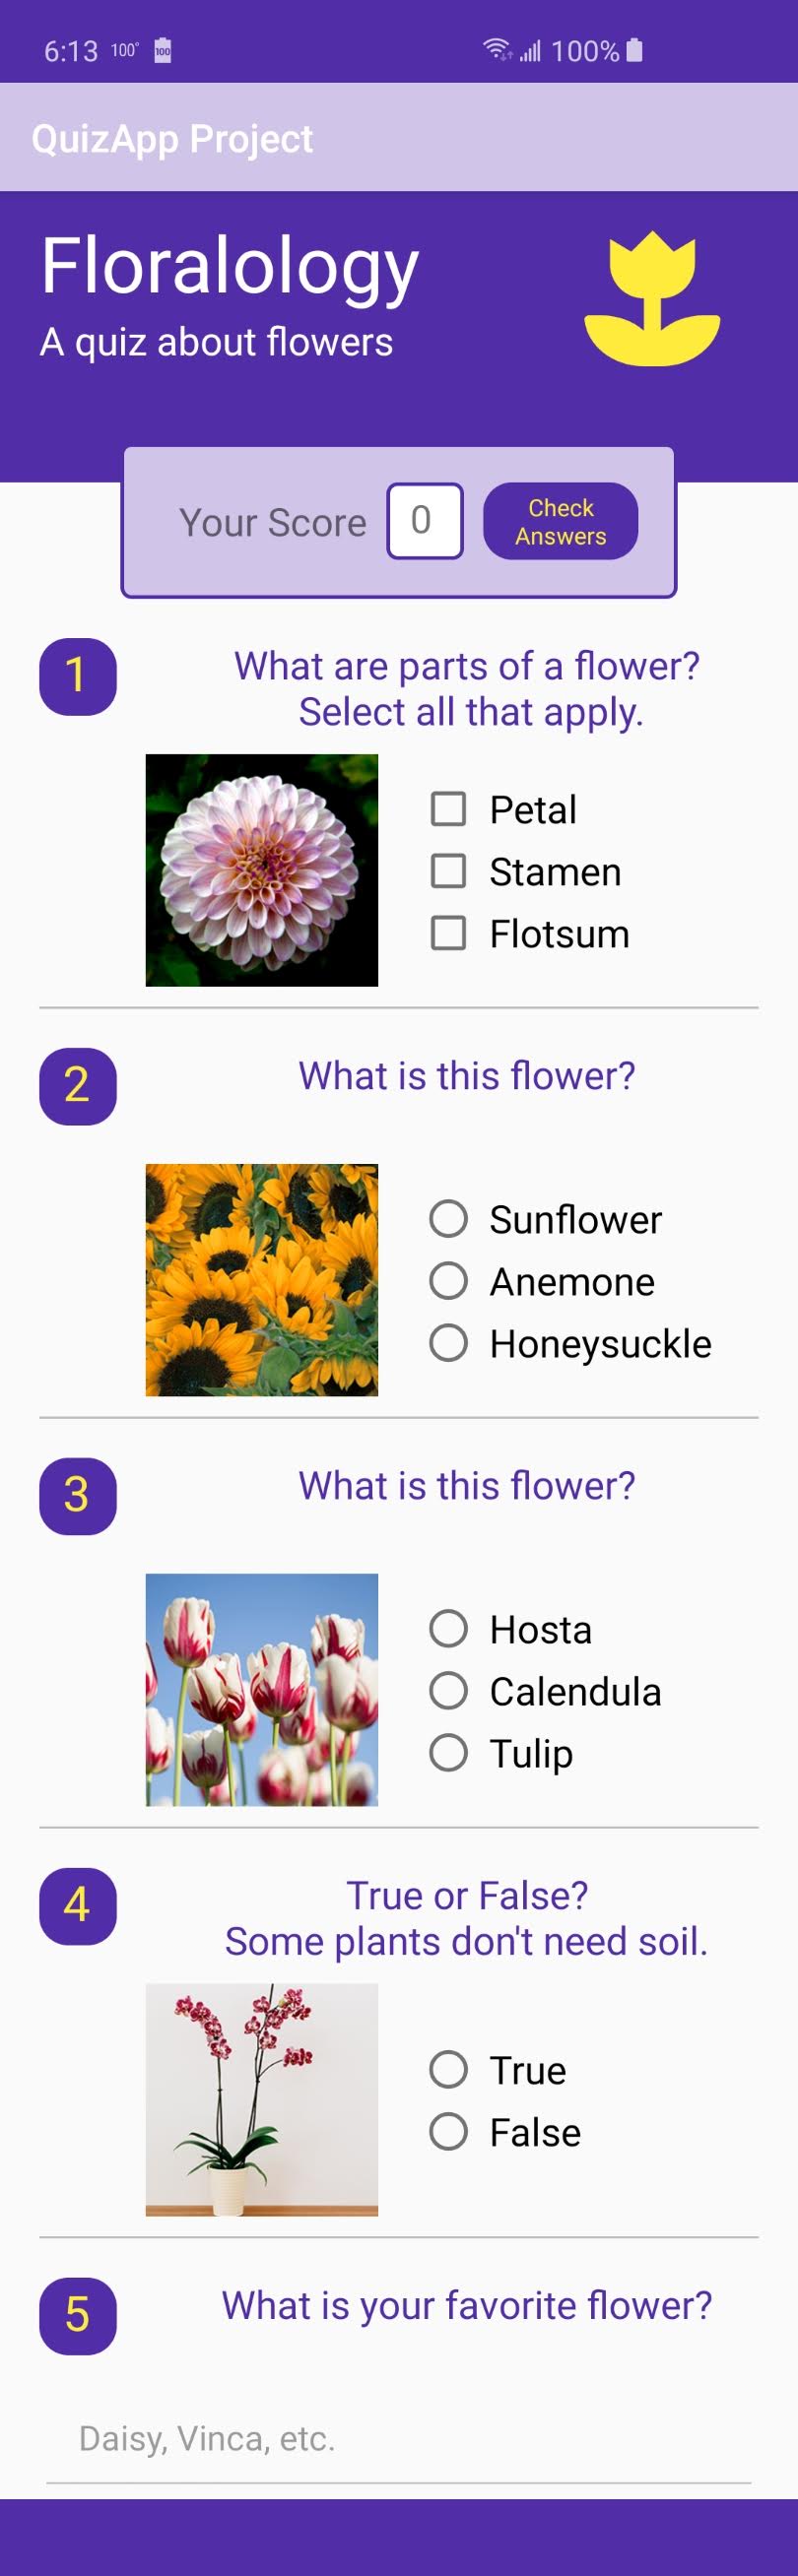 6:13 100° 100 100%
QuizApp Project
Floralology
A quiz about flowers
Your Score 0 Check
Answers
1 What are parts of a flower?
Select all that apply.
Petal
Stamen
Flotsum
2 What is this flower?
Sunflower
Anemone
Honeysuckle
3 What is this flower?
Hosta
Calendula
Tulip
4 True or False?
Some plants don't need soil.
True
False
5 What is your favorite flower?
Daisy, Vinca, etc.